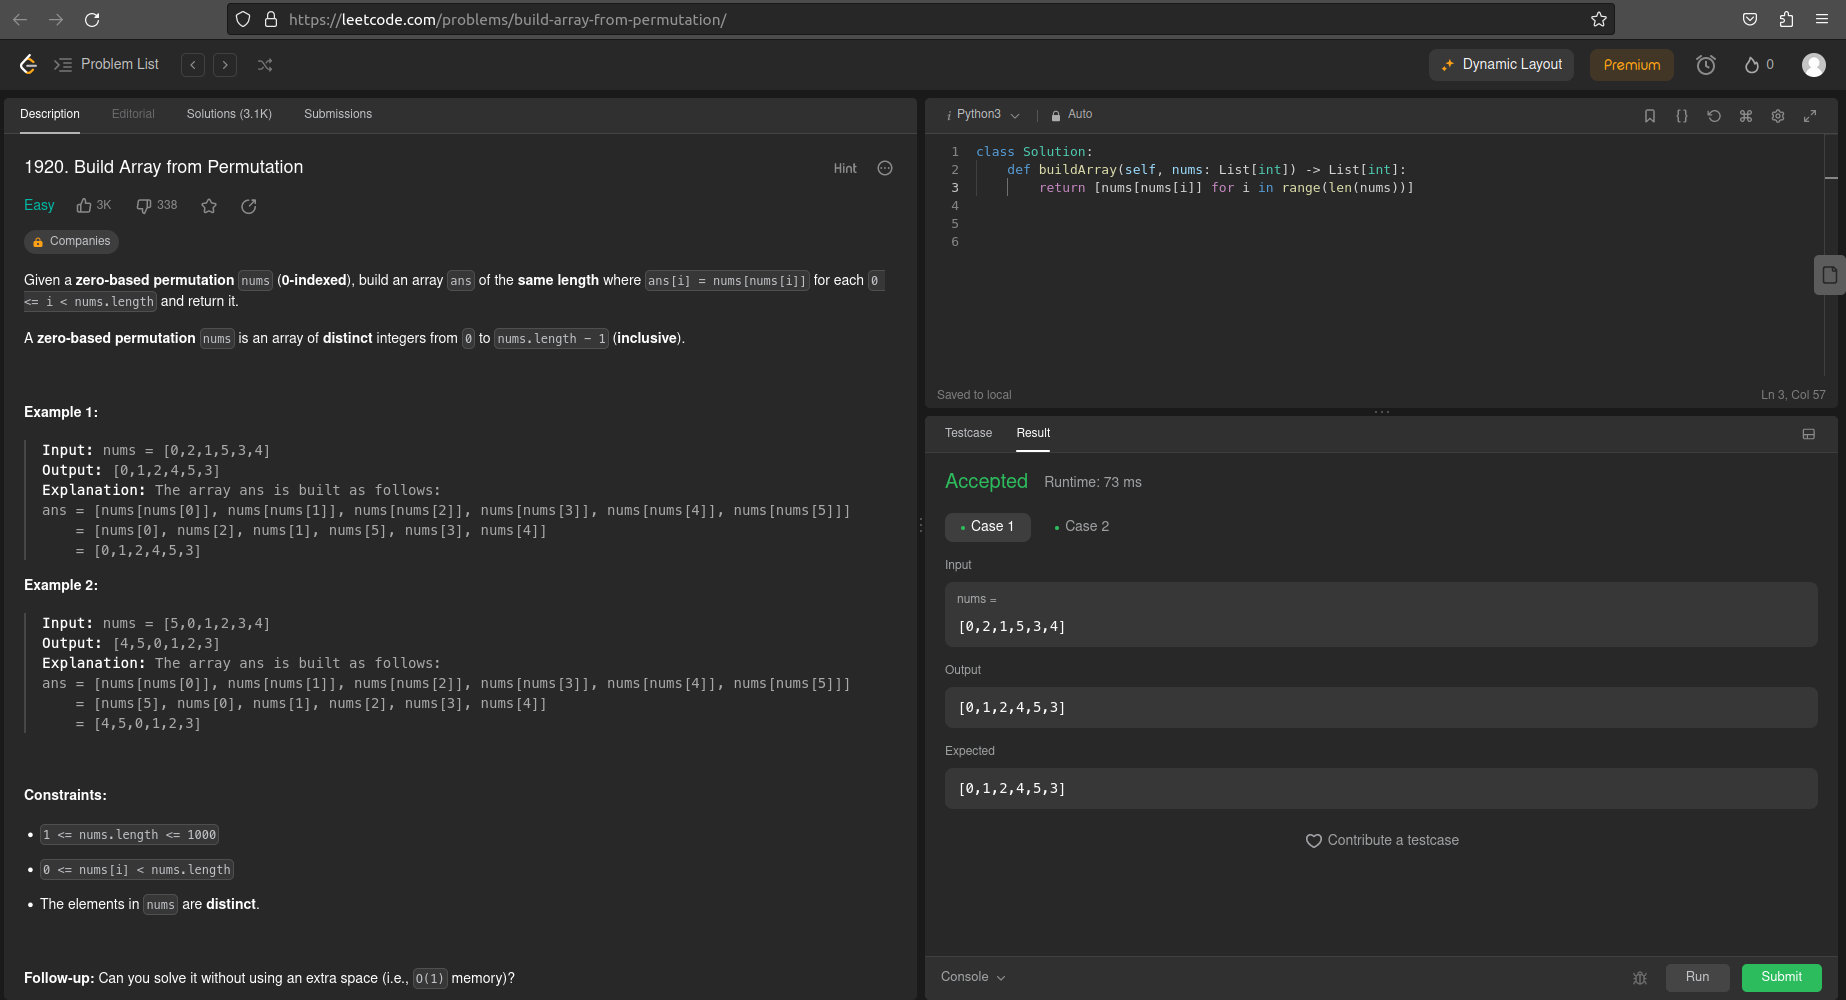 https://leetcode.com/problems/build-array-from-permutation/
Problem List
Dynamic Layout
Premium
0
Description
Editorial
Solutions (3.1K)
Submissions
1920. Build Array from Permutation
Hint
Easy
3K
338
Companies
Given a zero-based permutation nums (0-indexed), build an array ans of the same length where ans[i] = nums[nums[i]] for each 0
<= i < nums.length and return it.
A zero-based permutation nums is an array of distinct integers from 0 to nums.length - 1 (inclusive).
Example 1:
Input: nums = [0,2,1,5,3,4]
Output: [0,1,2,4,5,3]
Explanation: The array ans is built as follows:
ans = [nums[nums[0]], nums[nums[1]], nums[nums[2]], nums[nums[3]], nums[nums[4]], nums[nums[5]]]
= [nums[0], nums[2], nums[1], nums[5], nums[3], nums[4]]
= [0,1,2,4,5,3]
Example 2:
Input: nums = [5,0,1,2,3,4]
Output: [4,5,0,1,2,3]
Explanation: The array ans is built as follows:
ans = [nums[nums[0]], nums[nums[1]], nums[nums[2]], nums[nums[3]], nums[nums[4]], nums[nums[5]]]
= [nums[5], nums[0], nums[1], nums[2], nums[3], nums[4]]
= [4,5,0,1,2,3]
Constraints:
• 1 <= nums.length <= 1000
• 0 <= nums[i] < nums.length
• The elements in nums are distinct.
Follow-up: Can you solve it without using an extra space (i.e., O(1) memory)?
i Python3
Auto
1 class Solution:
2 def buildArray(self, nums: List[int]) -> List[int]:
3 return [nums[nums[i]] for i in range(len(nums))]
4
5
6
Saved to local
Ln 3, Col 57
Testcase
Result
Accepted
Runtime: 73 ms
• Case 1
• Case 2
Input
nums =
[0,2,1,5,3,4]
Output
[0,1,2,4,5,3]
Expected
[0,1,2,4,5,3]
Contribute a testcase
Console
Run
Submit